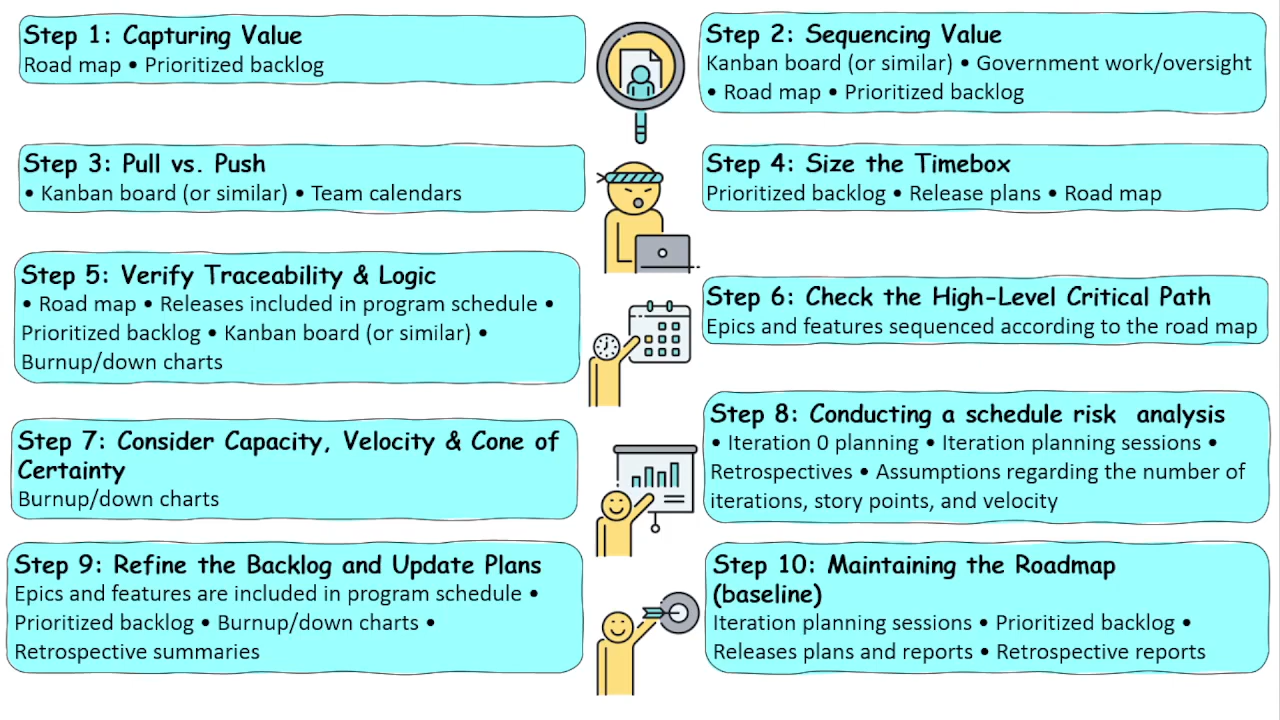 Step 1: Capturing Value
Road map • Prioritized backlog
Step 2: Sequencing Value
Kanban board (or similar) • Government work/oversight
• Road map • Prioritized backlog
Step 3: Pull vs. Push
• Kanban board (or similar) • Team calendars
Step 4: Size the Timebox
Prioritized backlog • Release plans • Road map
Step 5: Verify Traceability & Logic
• Road map • Releases included in program schedule •
Prioritized backlog • Kanban board (or similar) •
Burnup/down charts
Step 6: Check the High-Level Critical Path
Epics and features sequenced according to the road map
Step 7: Consider Capacity, Velocity & Cone of
Certainty
Burnup/down charts
Step 8: Conducting a schedule risk analysis
• Iteration 0 planning • Iteration planning sessions •
Retrospectives • Assumptions regarding the number of
iterations, story points, and velocity
Step 9: Refine the Backlog and Update Plans
Epics and features are included in program schedule •
Prioritized backlog • Burnup/down charts •
Retrospective summaries
Step 10: Maintaining the Roadmap
(baseline)
Iteration planning sessions • Prioritized backlog •
Releases plans and reports • Retrospective reports